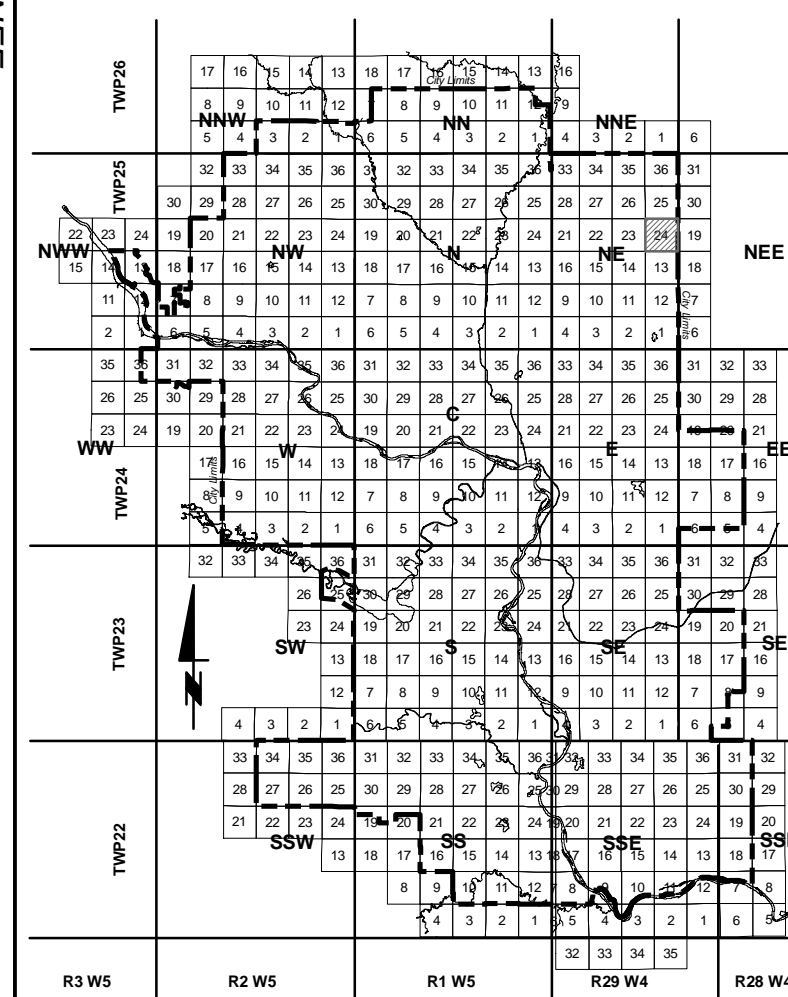 17 16 15 14 13 18 17 16 15 14 13 16
City Limits
TWP26
8 9 10 11 12 8 9 10 11 12 9
NNW NN NNE
5 4 3 2 1 6 5 4 3 2 1 4 3 2 1 6
32 33 34 35 36 31 32 33 34 35 36 33 34 35 36 31
TWP25
30 29 28 27 26 25 30 29 28 27 26 25 28 27 26 25 30
22 23 24 19 20 21 22 23 24 19 20 21 22 23 24 21 22 23 24 19
NWW NW N NE NEE
15 14 13 18 17 16 15 14 13 18 17 16 15 14 13 16 15 14 13 18
11 8 9 10 11 12 7 8 9 10 11 12 9 10 11 12 7
City Limits
2 6 5 4 3 2 1 6 5 4 3 2 1 4 3 2 1 6
35 36 31 32 33 34 35 36 31 32 33 34 35 36 33 34 35 36 31 32 33
26 25 30 29 28 27 26 25 30 29 28 27 26 25 28 27 26 25 30 29 28
C
23 24 19 20 21 22 23 24 19 20 21 22 23 24 21 22 23 24 19 20 21
WW W E EE
17 16 15 14 13 18 17 16 15 14 13 16 15 14 13 18 17 16
City Limits
TWP24
8 9 10 11 12 7 8 9 10 11 12 9 10 11 12 7 8 9
5 4 3 2 1 6 5 4 3 2 1 4 3 2 1 6 5 4
32 33 34 35 36 31 32 33 34 35 36 33 34 35 36 31 32 33
26 25 30 29 28 27 26 25 28 27 26 25 30 29 28
23 24 19 20 21 22 23 24 21 22 23 24 19 20 21
TWP23
SW S SE SE
13 18 17 16 15 14 13 16 15 14 13 18 17 16
N
12 7 8 9 10 11 12 9 10 11 12 7 8 9
4 3 2 1 6 5 4 3 2 1 4 3 2 1 6 4
33 34 35 36 31 32 33 34 35 36 31 32 33 34 35 36 31 32
28 27 26 25 30 29 28 27 26 25 30 29 28 27 26 25 30 29
21 22 23 24 19 20 21 22 23 24 19 20 21 22 23 24 19 20
TWP22
SSW SS SSE SS
13 18 17 16 15 14 13 18 17 16 15 14 13 18 17
8 9 10 11 12 7 8 9 10 11 12 7 8
4 3 2 1 6 5 4 3 2 1 6 5
32 33 34 35
R3 W5 R2 W5 R1 W5 R29 W4 R28 W4